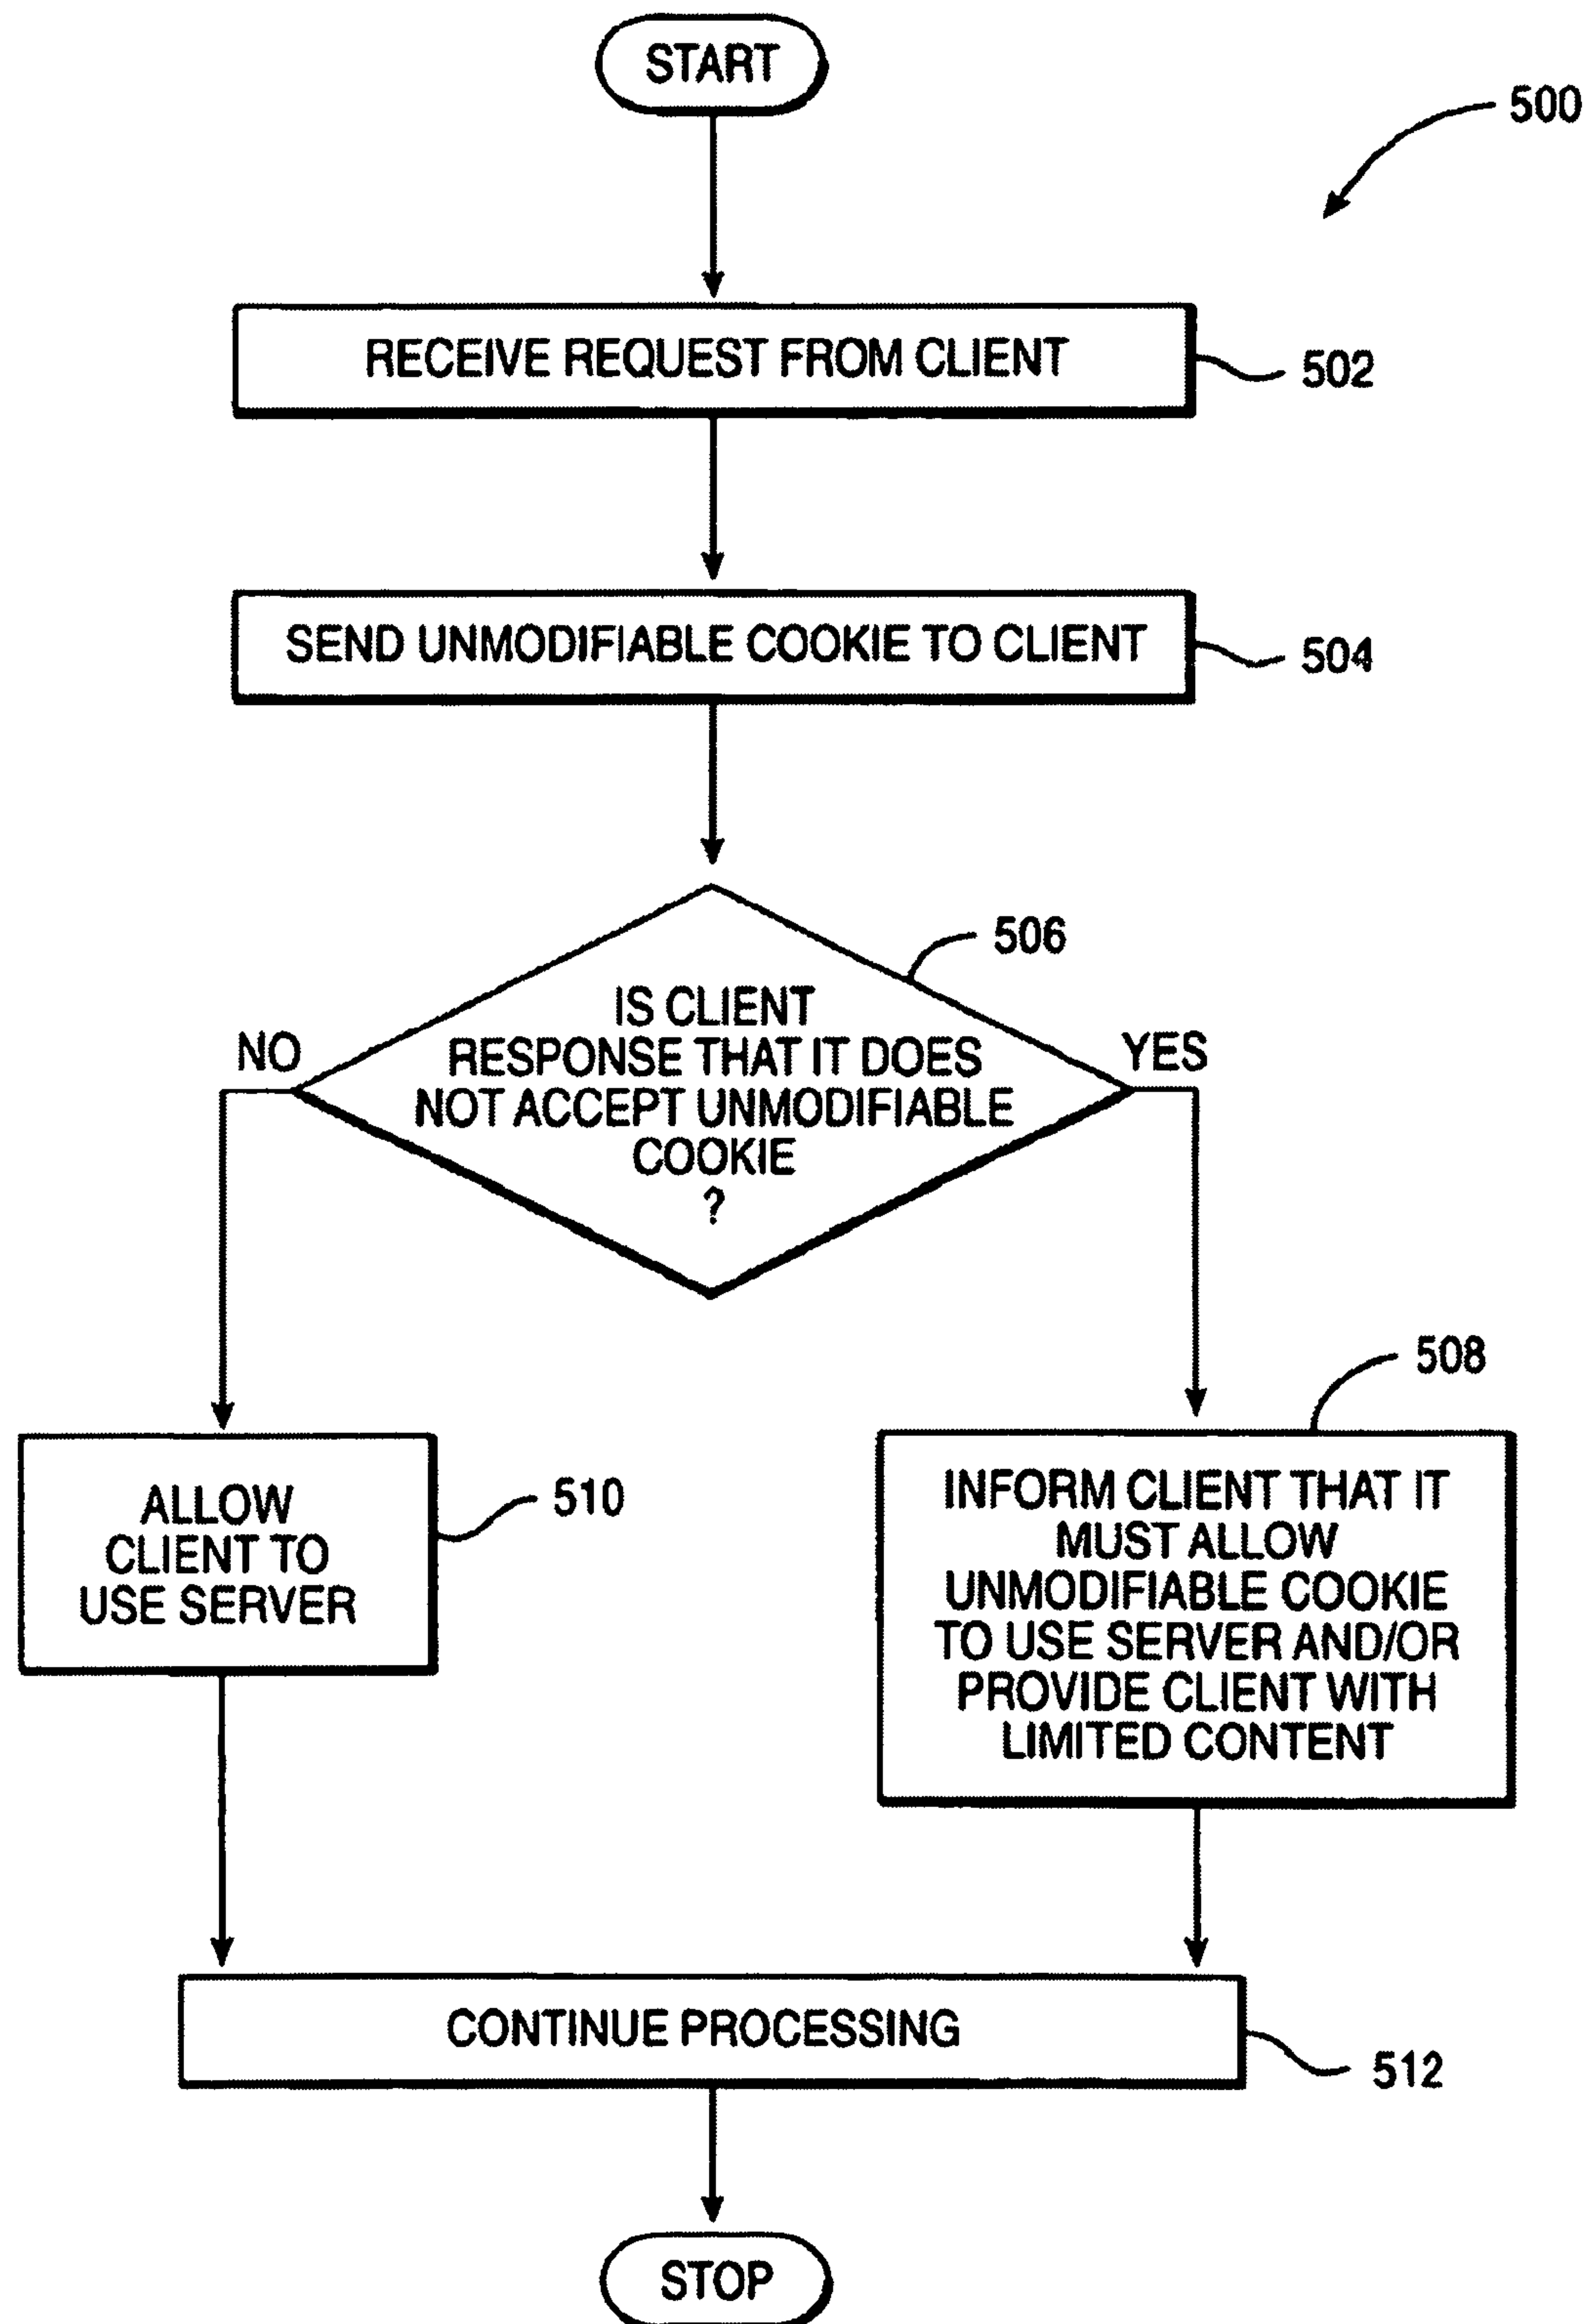 START
500
RECEIVE REQUEST FROM CLIENT
502
SEND UNMODIFIABLE COOKIE TO CLIENT
504
506
IS CLIENT
RESPONSE THAT IT DOES
NOT ACCEPT UNMODIFIABLE
COOKIE
?
NO
YES
508
ALLOW
CLIENT TO
USE SERVER
510
INFORM CLIENT THAT IT
MUST ALLOW
UNMODIFIABLE COOKIE
TO USE SERVER AND/OR
PROVIDE CLIENT WITH
LIMITED CONTENT
CONTINUE PROCESSING
512
STOP